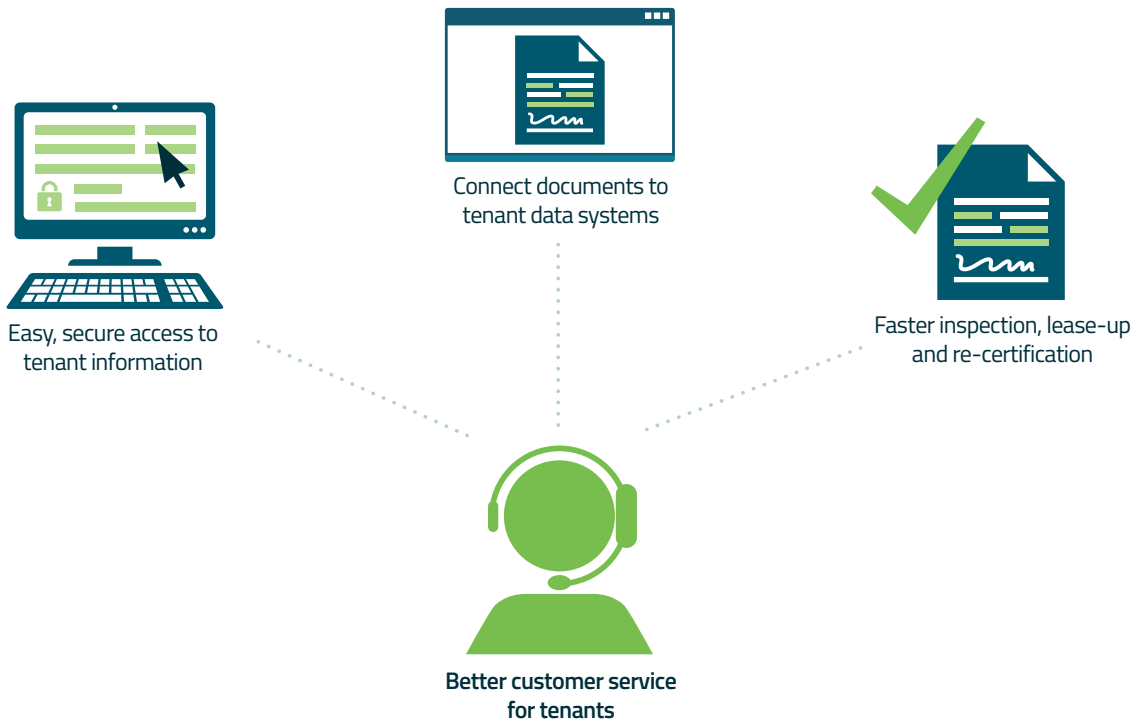 Connect documents to
tenant data systems
Easy, secure access to
tenant information
Faster inspection, lease-up
and re-certification
Better customer service
for tenants